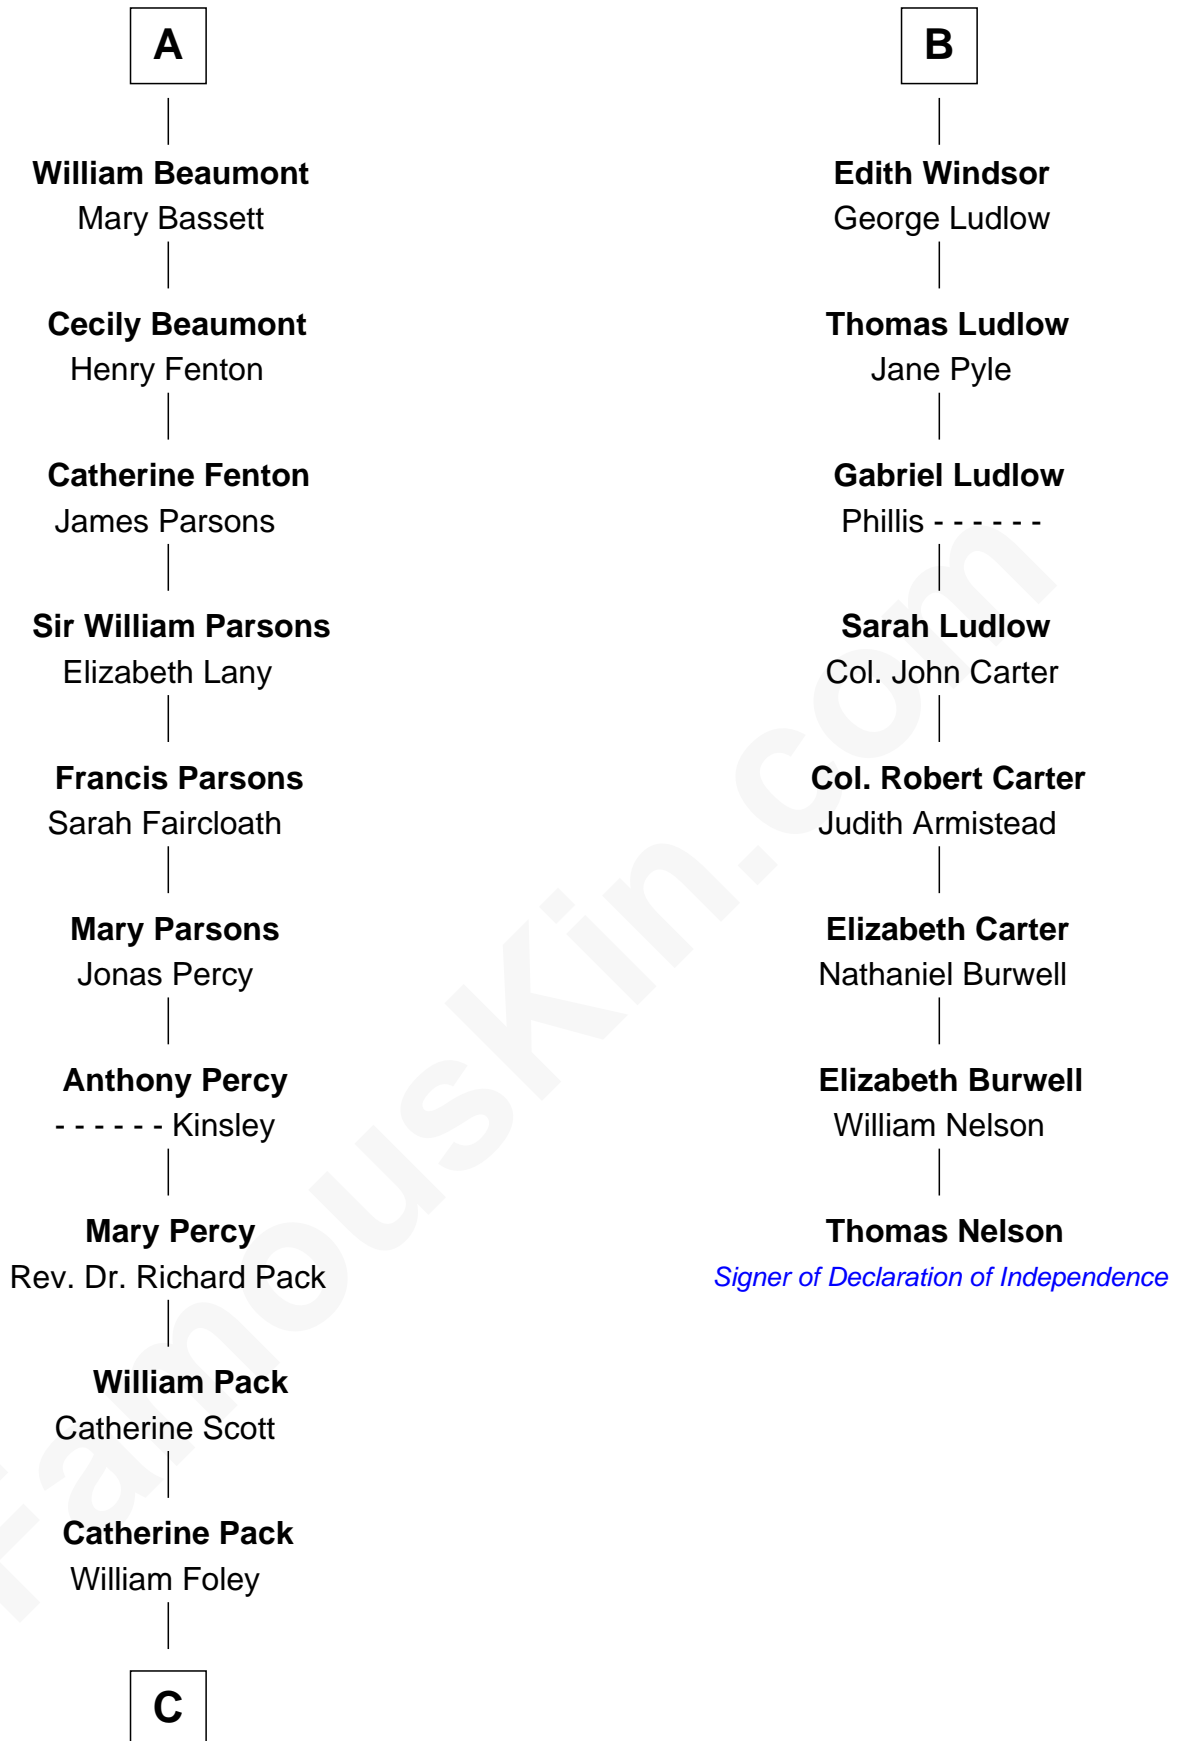 A
William Beaumont
Mary Bassett
Cecily Beaumont
Henry Fenton
Catherine Fenton
James Parsons
Sir William Parsons
Elizabeth Lany
Francis Parsons
Sarah Faircloath
Mary Parsons
Jonas Percy
Anthony Percy
- - - - - - Kinsley
Mary Percy
Rev. Dr. Richard Pack
William Pack
Catherine Scott
Catherine Pack
William Foley
C
B
Edith Windsor
George Ludlow
Thomas Ludlow
Jane Pyle
Gabriel Ludlow
Phillis - - - - - -
Sarah Ludlow
Col. John Carter
Col. Robert Carter
Judith Armistead
Elizabeth Carter
Nathaniel Burwell
Elizabeth Burwell
William Nelson
Thomas Nelson
Signer of Declaration of Independence
FamousKin.com